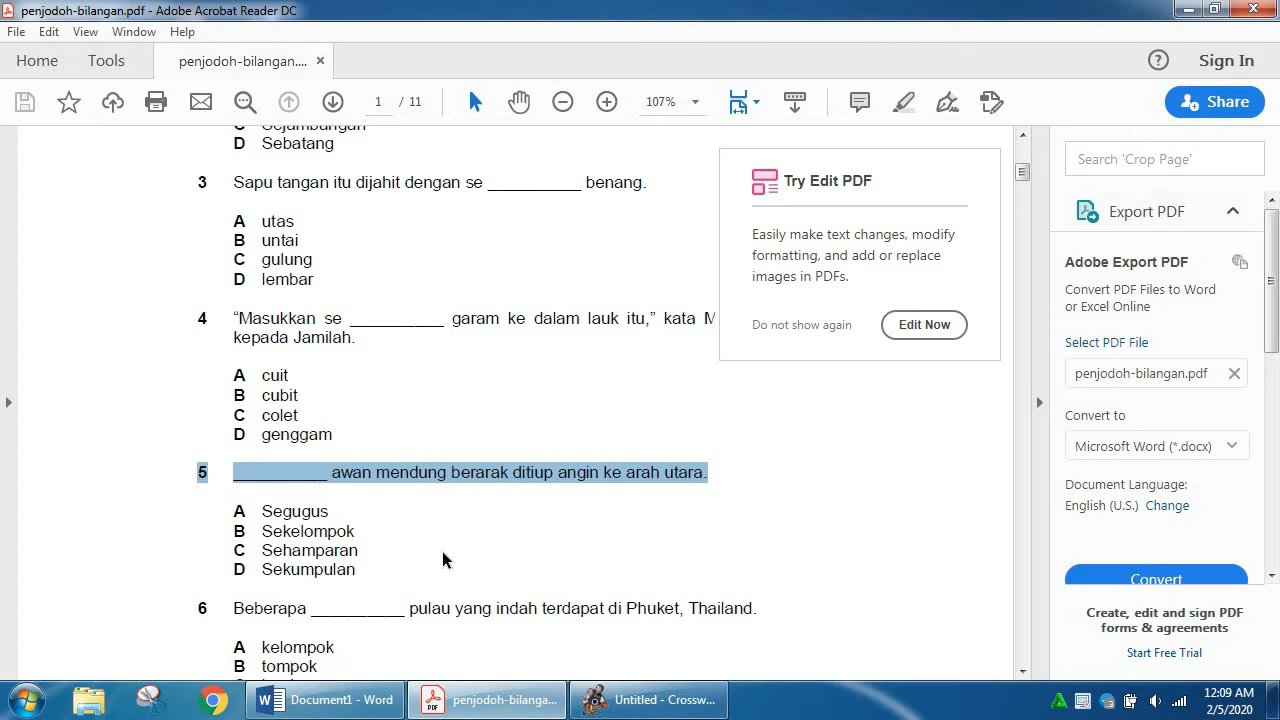 penjodoh-bilangan.pdf - Adobe Acrobat Reader DC
File Edit View Window Help
Home Tools penjodoh-bilangan.... × ? Sign In
1 / 11 107% Share
C Sejambangan
D Sebatang
3 Sapu tangan itu dijahit dengan se __________ benang.
A utas
B untai
C gulung
D lembar
4 “Masukkan se __________ garam ke dalam lauk itu,” kata M
kepada Jamilah.
A cuit
B cubit
C colet
D genggam
5 __________ awan mendung berarak ditiup angin ke arah utara.
A Segugus
B Sekelompok
C Sehamparan
D Sekumpulan
6 Beberapa __________ pulau yang indah terdapat di Phuket, Thailand.
A kelompok
B tompok
Try Edit PDF
Easily make text changes, modify
formatting, and add or replace
images in PDFs.
Do not show again Edit Now
Search 'Crop Page'
Export PDF
Adobe Export PDF
Convert PDF Files to Word
or Excel Online
Select PDF File
penjodoh-bilangan.pdf
Convert to
Microsoft Word (*.docx)
Document Language:
English (U.S.) Change
Convert
Create, edit and sign PDF
forms & agreements
Start Free Trial
Document1 - Word penjodoh-bilanga... Untitled - Crossw...
12:09 AM
2/5/2020